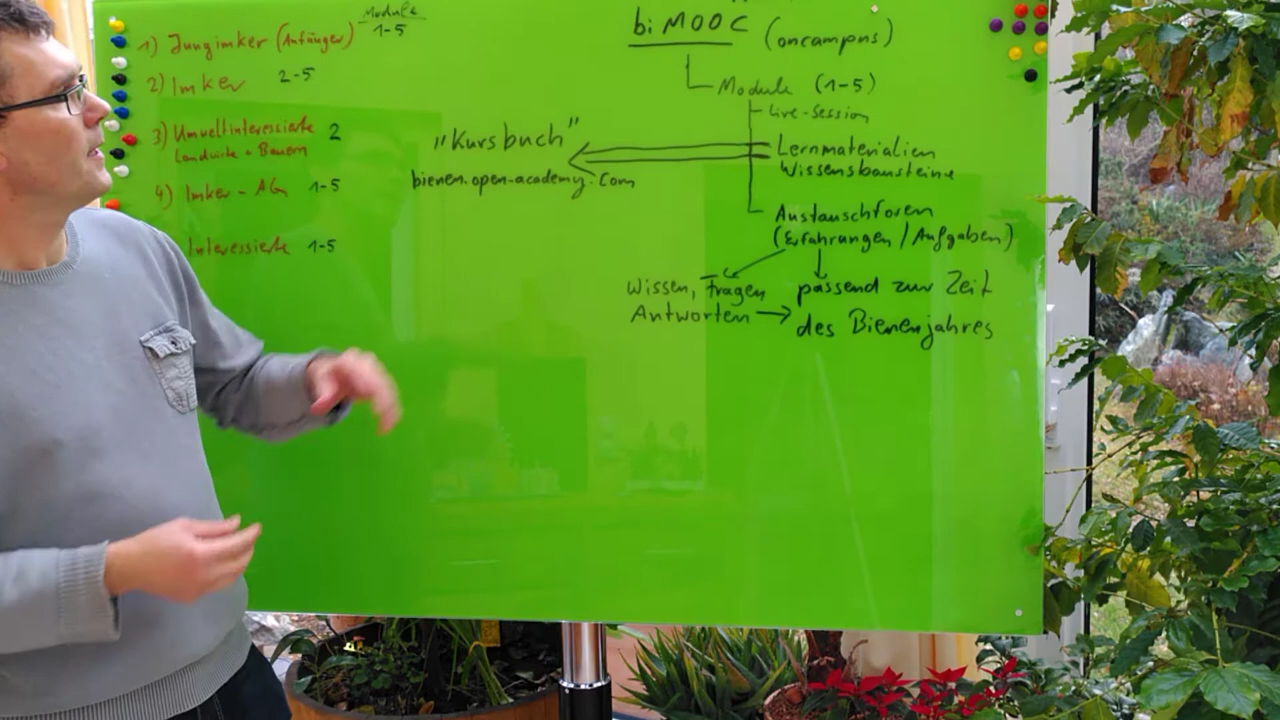 Module
1) Jungimker (Anfänger) 1-5
2) Imker 2-5
3) Umweltinteressierte 2
Landwirte + Bauern
4) Imker - AG 1-5
Interessierte 1-5
"Kursbuch"
bienen.open-academy.com
biMOOC (oncampus)
Module (1-5)
Live-Session
Lernmaterialien
Wissensbausteine
Austauschforen
(Erfahrungen / Aufgaben)
Wissen, Fragen
Antworten
passend zur Zeit
des Bienenjahres